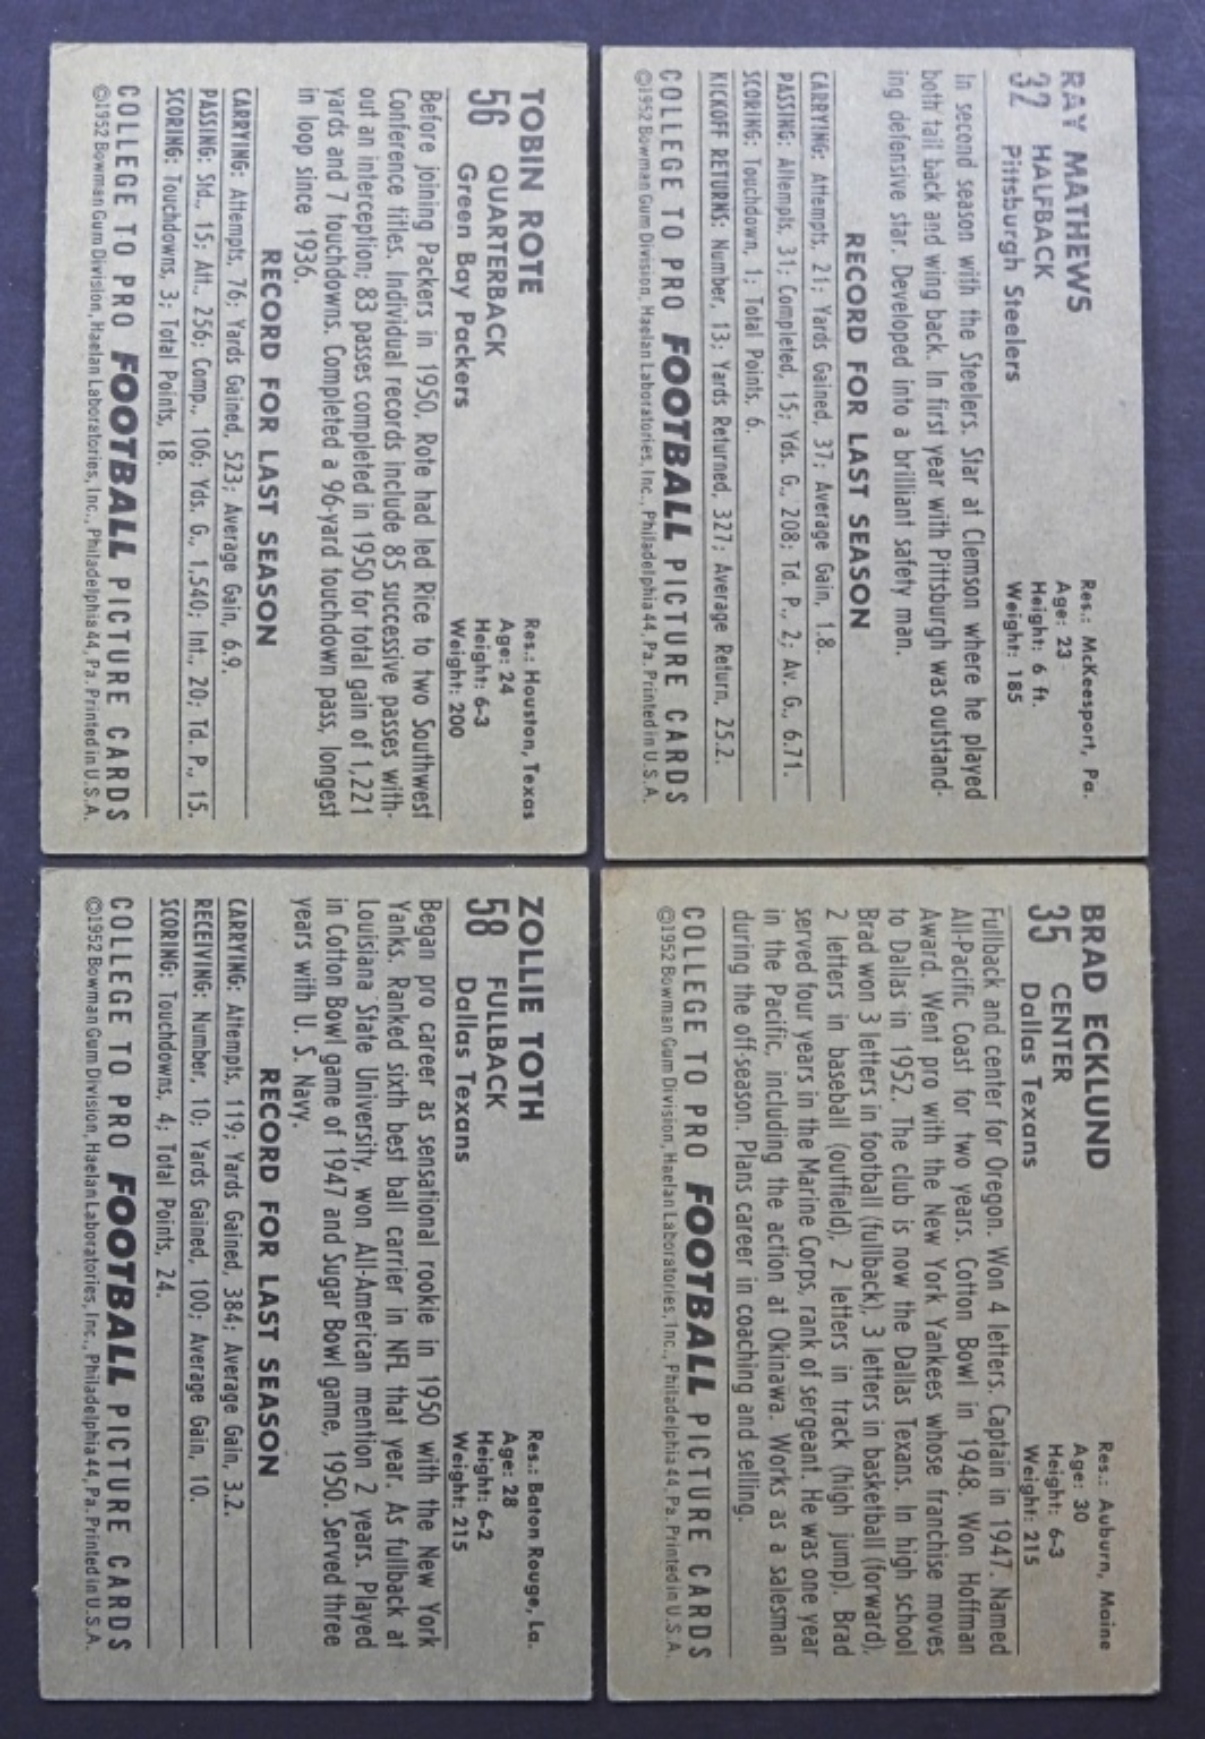 RAY MATHEWS
32 HALFBACK
Pittsburgh Steelers
Res.: McKeesport, Pa.
Age: 23
Height: 6 ft.
Weight: 185
In second season with the Steelers. Star at Clemson where he played
both tail back and wing back. In first year with Pittsburgh was outstand-
ing defensive star. Developed into a brilliant safety man.
RECORD FOR LAST SEASON
CARRYING: Attempts, 21; Yards Gained, 37; Average Gain, 1.8.
PASSING: Attempts, 31; Completed, 15; Yds. G., 208; Td. P., 2; Av. G., 6.71.
SCORING: Touchdown, 1; Total Points, 6.
KICKOFF RETURNS: Number, 13; Yards Returned, 327; Average Return, 25.2.
COLLEGE TO PRO FOOTBALL PICTURE CARDS
©1952 Bowman Gum Division, Haelan Laboratories, Inc., Philadelphia 44, Pa. Printed in U.S.A.
BRAD ECKLUND
35 CENTER
Dallas Texans
Res.: Auburn, Maine
Age: 30
Height: 6-3
Weight: 215
Fullback and center for Oregon. Won 4 letters. Captain in 1947. Named
All-Pacific Coast for two years. Cotton Bowl in 1948. Won Hoffman
Award. Went pro with the New York Yankees whose franchise moves
to Dallas in 1952. The club is now the Dallas Texans. In high school
Brad won 3 letters in football (fullback), 3 letters in basketball (forward),
2 letters in baseball (outfield), 2 letters in track (high jump). Brad
served four years in the Marine Corps, rank of sergeant. He was one year
in the Pacific, including the action at Okinawa. Works as a salesman
during the off-season. Plans career in coaching and selling.
COLLEGE TO PRO FOOTBALL PICTURE CARDS
©1952 Bowman Gum Division, Haelan Laboratories, Inc., Philadelphia 44, Pa. Printed in U.S.A.
TOBIN ROTE
56 QUARTERBACK
Green Bay Packers
Res.: Houston, Texas
Age: 24
Height: 6-3
Weight: 200
Before joining Packers in 1950, Rote had led Rice to two Southwest
Conference titles. Individual records include 85 successive passes with-
out an interception; 83 passes completed in 1950 for total gain of 1,221
yards and 7 touchdowns. Completed a 96-yard touchdown pass, longest
in loop since 1936.
RECORD FOR LAST SEASON
CARRYING: Attempts, 76; Yards Gained, 523; Average Gain, 6.9.
PASSING: Std., 15; Att., 256; Comp., 106; Yds. G., 1,540; Int., 20; Td. P., 15.
SCORING: Touchdowns, 3; Total Points, 18.
COLLEGE TO PRO FOOTBALL PICTURE CARDS
©1952 Bowman Gum Division, Haelan Laboratories, Inc., Philadelphia 44, Pa. Printed in U.S.A.
ZOLLIE TOTH
58 FULLBACK
Dallas Texans
Res.: Baton Rouge, La.
Age: 28
Height: 6-2
Weight: 215
Began pro career as sensational rookie in 1950 with the New York
Yanks. Ranked sixth best ball carrier in NFL that year. As fullback at
Louisiana State University, won All-American mention 2 years. Played
in Cotton Bowl game of 1947 and Sugar Bowl game, 1950. Served three
years with U. S. Navy.
RECORD FOR LAST SEASON
CARRYING: Attempts, 119; Yards Gained, 384; Average Gain, 3.2.
RECEIVING: Number, 10; Yards Gained, 100; Average Gain, 10.
SCORING: Touchdowns, 4; Total Points, 24.
COLLEGE TO PRO FOOTBALL PICTURE CARDS
©1952 Bowman Gum Division, Haelan Laboratories, Inc., Philadelphia 44, Pa. Printed in U.S.A.